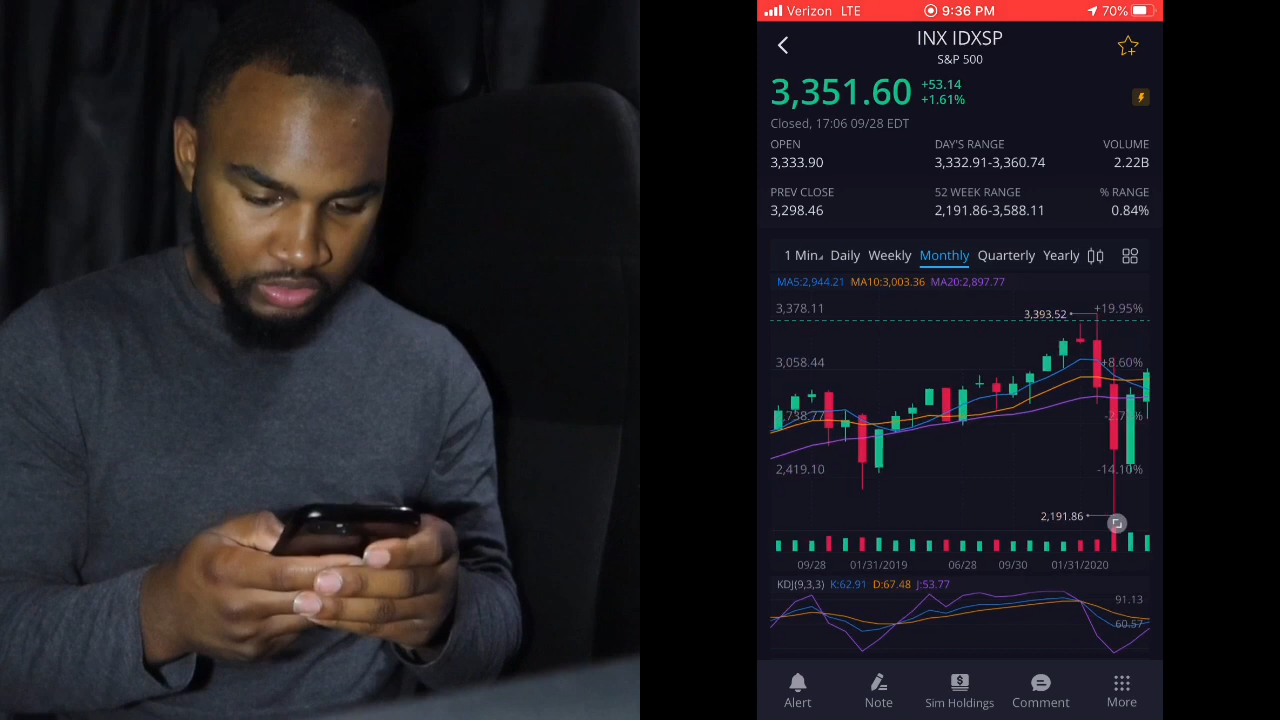 Verizon LTE 9:36 PM 70%
INX IDXSP
S&P 500
3,351.60 +53.14
+1.61%
Closed, 17:06 09/28 EDT
OPEN DAY'S RANGE VOLUME
3,333.90 3,332.91-3,360.74 2.22B
PREV CLOSE 52 WEEK RANGE % RANGE
3,298.46 2,191.86-3,588.11 0.84%
1 Min Daily Weekly Monthly Quarterly Yearly
MA5:2,944.21 MA10:3,003.36 MA20:2,897.77
3,378.11 3,393.52 +19.95%
3,058.44 +8.60%
2,738.77
2,419.10 -14.10%
2,191.86
09/28 01/31/2019 06/28 09/30 01/31/2020
KDJ(9,3,3) K:62.91 D:67.48 J:53.77
91.13
60.57
Alert Note Sim Holdings Comment More